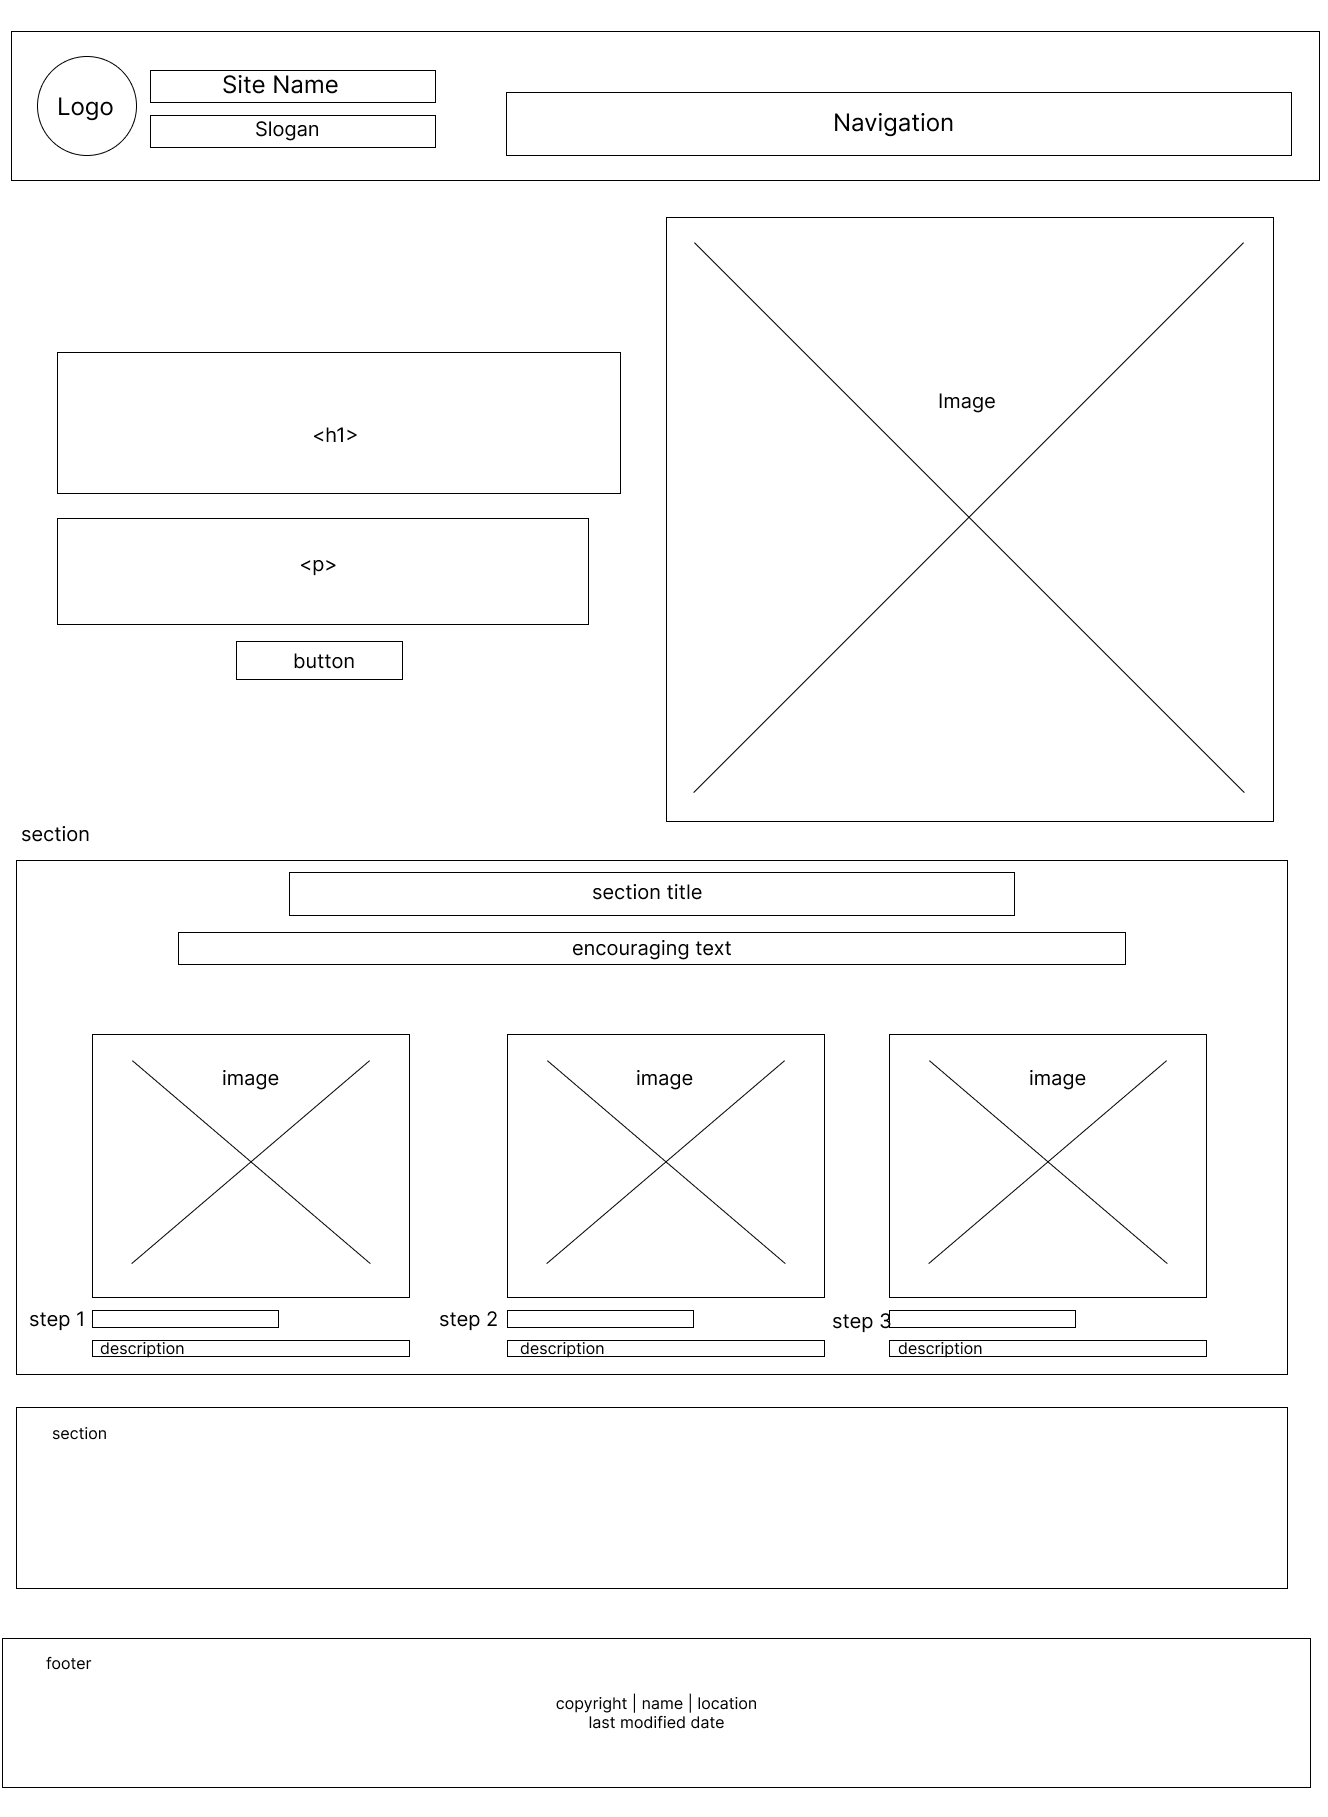 Logo
Site Name
Slogan
Navigation
Image
<h1>
<p>
button
section
section title
encouraging text
image
image
image
step 1
step 2
step 3
description
description
description
section
footer
copyright | name | location
last modified date